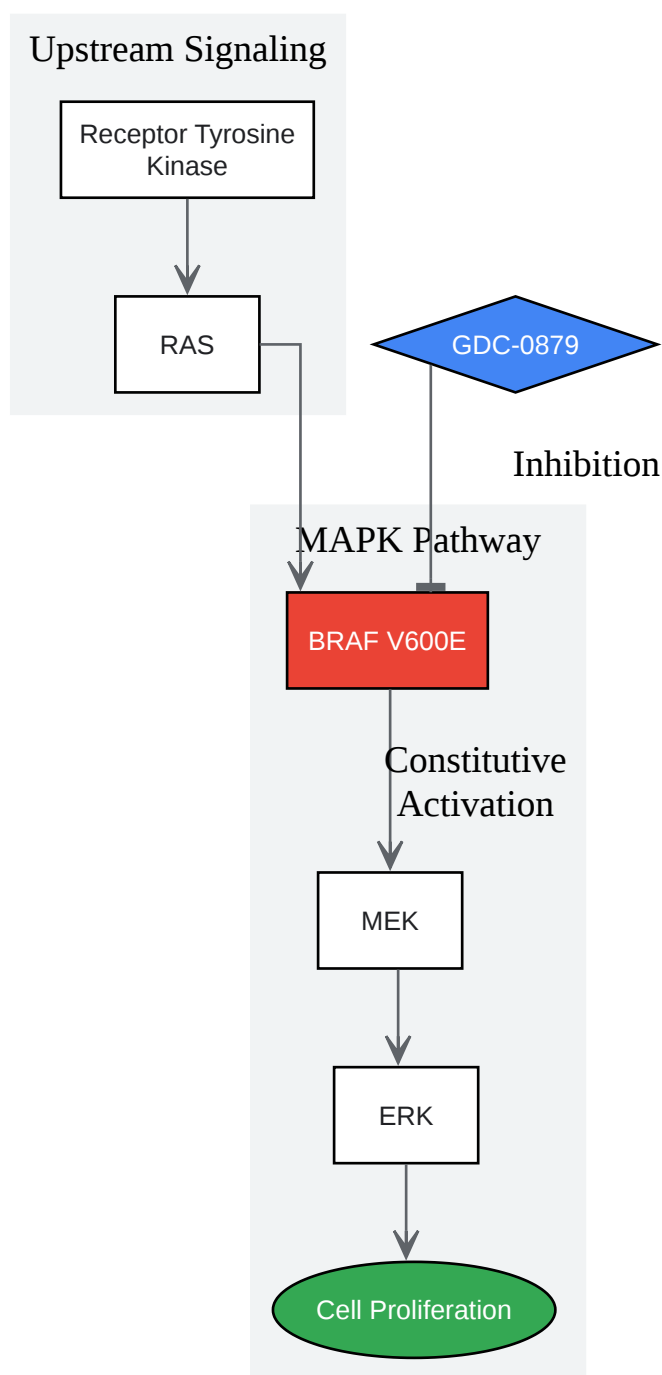 Upstream Signaling
Receptor Tyrosine
Kinase
RAS
GDC-0879
Inhibition
MAPK Pathway
BRAF V600E
Constitutive
Activation
MEK
ERK
Cell Proliferation